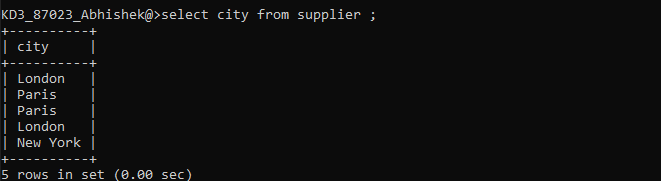 KD3_87023_Abhishek@>select city from supplier ;
+----------+
| city     |
+----------+
| London   |
| Paris    |
| Paris    |
| London   |
| New York |
+----------+
5 rows in set (0.00 sec)